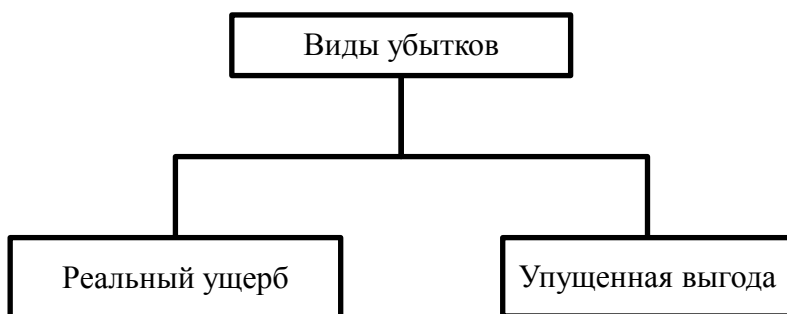 Виды убытков
Реальный ущерб
Упущенная выгода